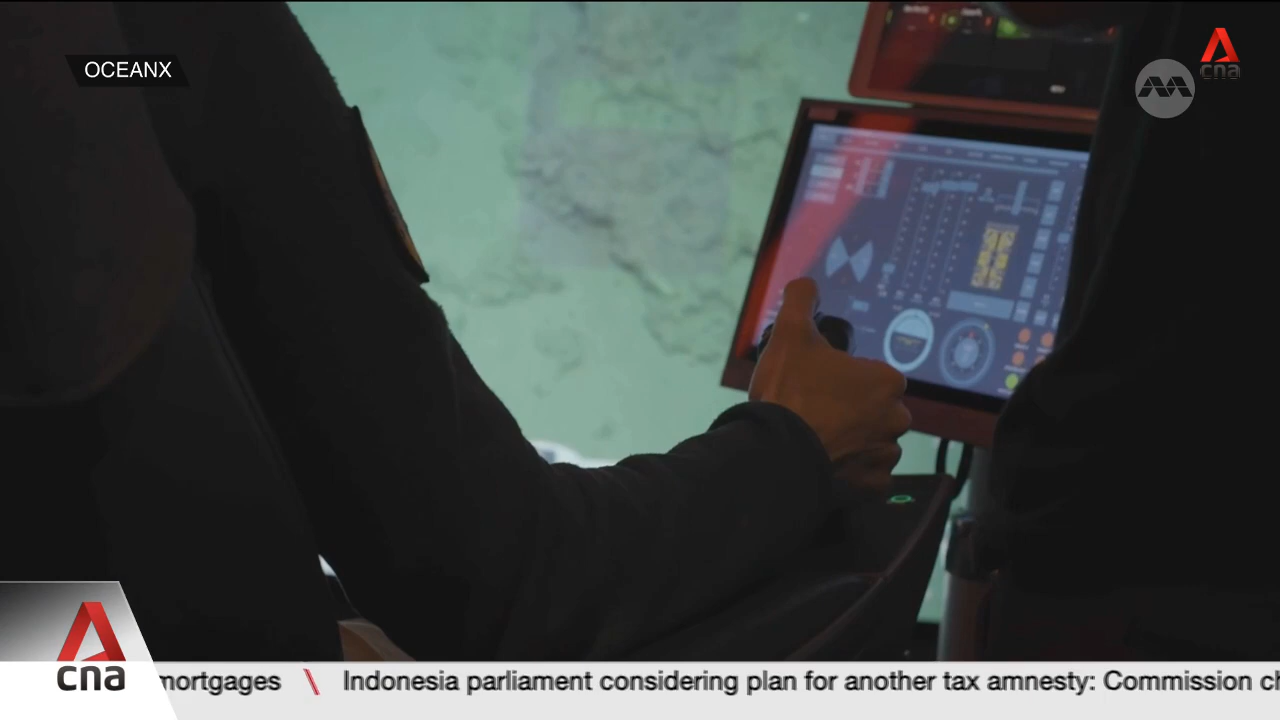 OCEANX
cna
cna
mortgages \ Indonesia parliament considering plan for another tax amnesty: Commission ch